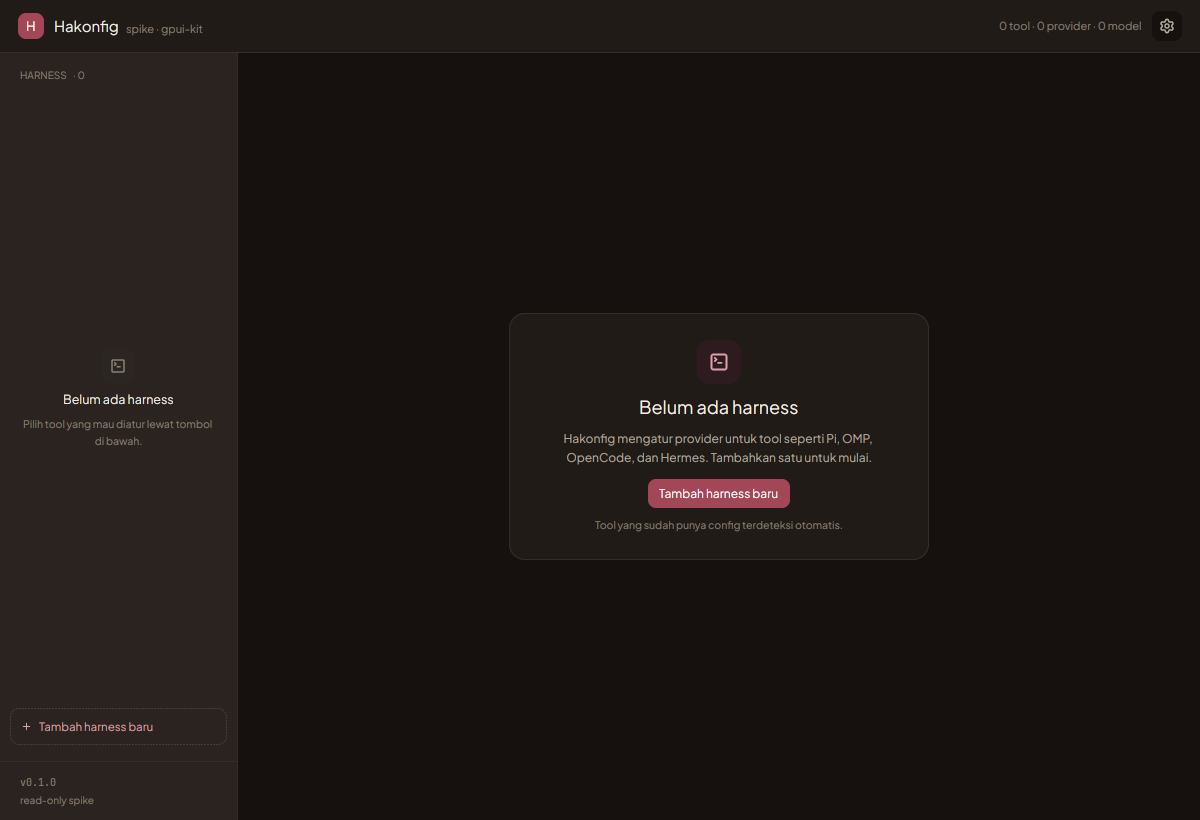 H Hakonfig spike · gpui-kit
0 tool · 0 provider · 0 model
HARNESS · 0
Belum ada harness
Pilih tool yang mau diatur lewat tombol
di bawah.
+ Tambah harness baru
v0.1.0
read-only spike
Belum ada harness
Hakonfig mengatur provider untuk tool seperti Pi, OMP,
OpenCode, dan Hermes. Tambahkan satu untuk mulai.
Tambah harness baru
Tool yang sudah punya config terdeteksi otomatis.